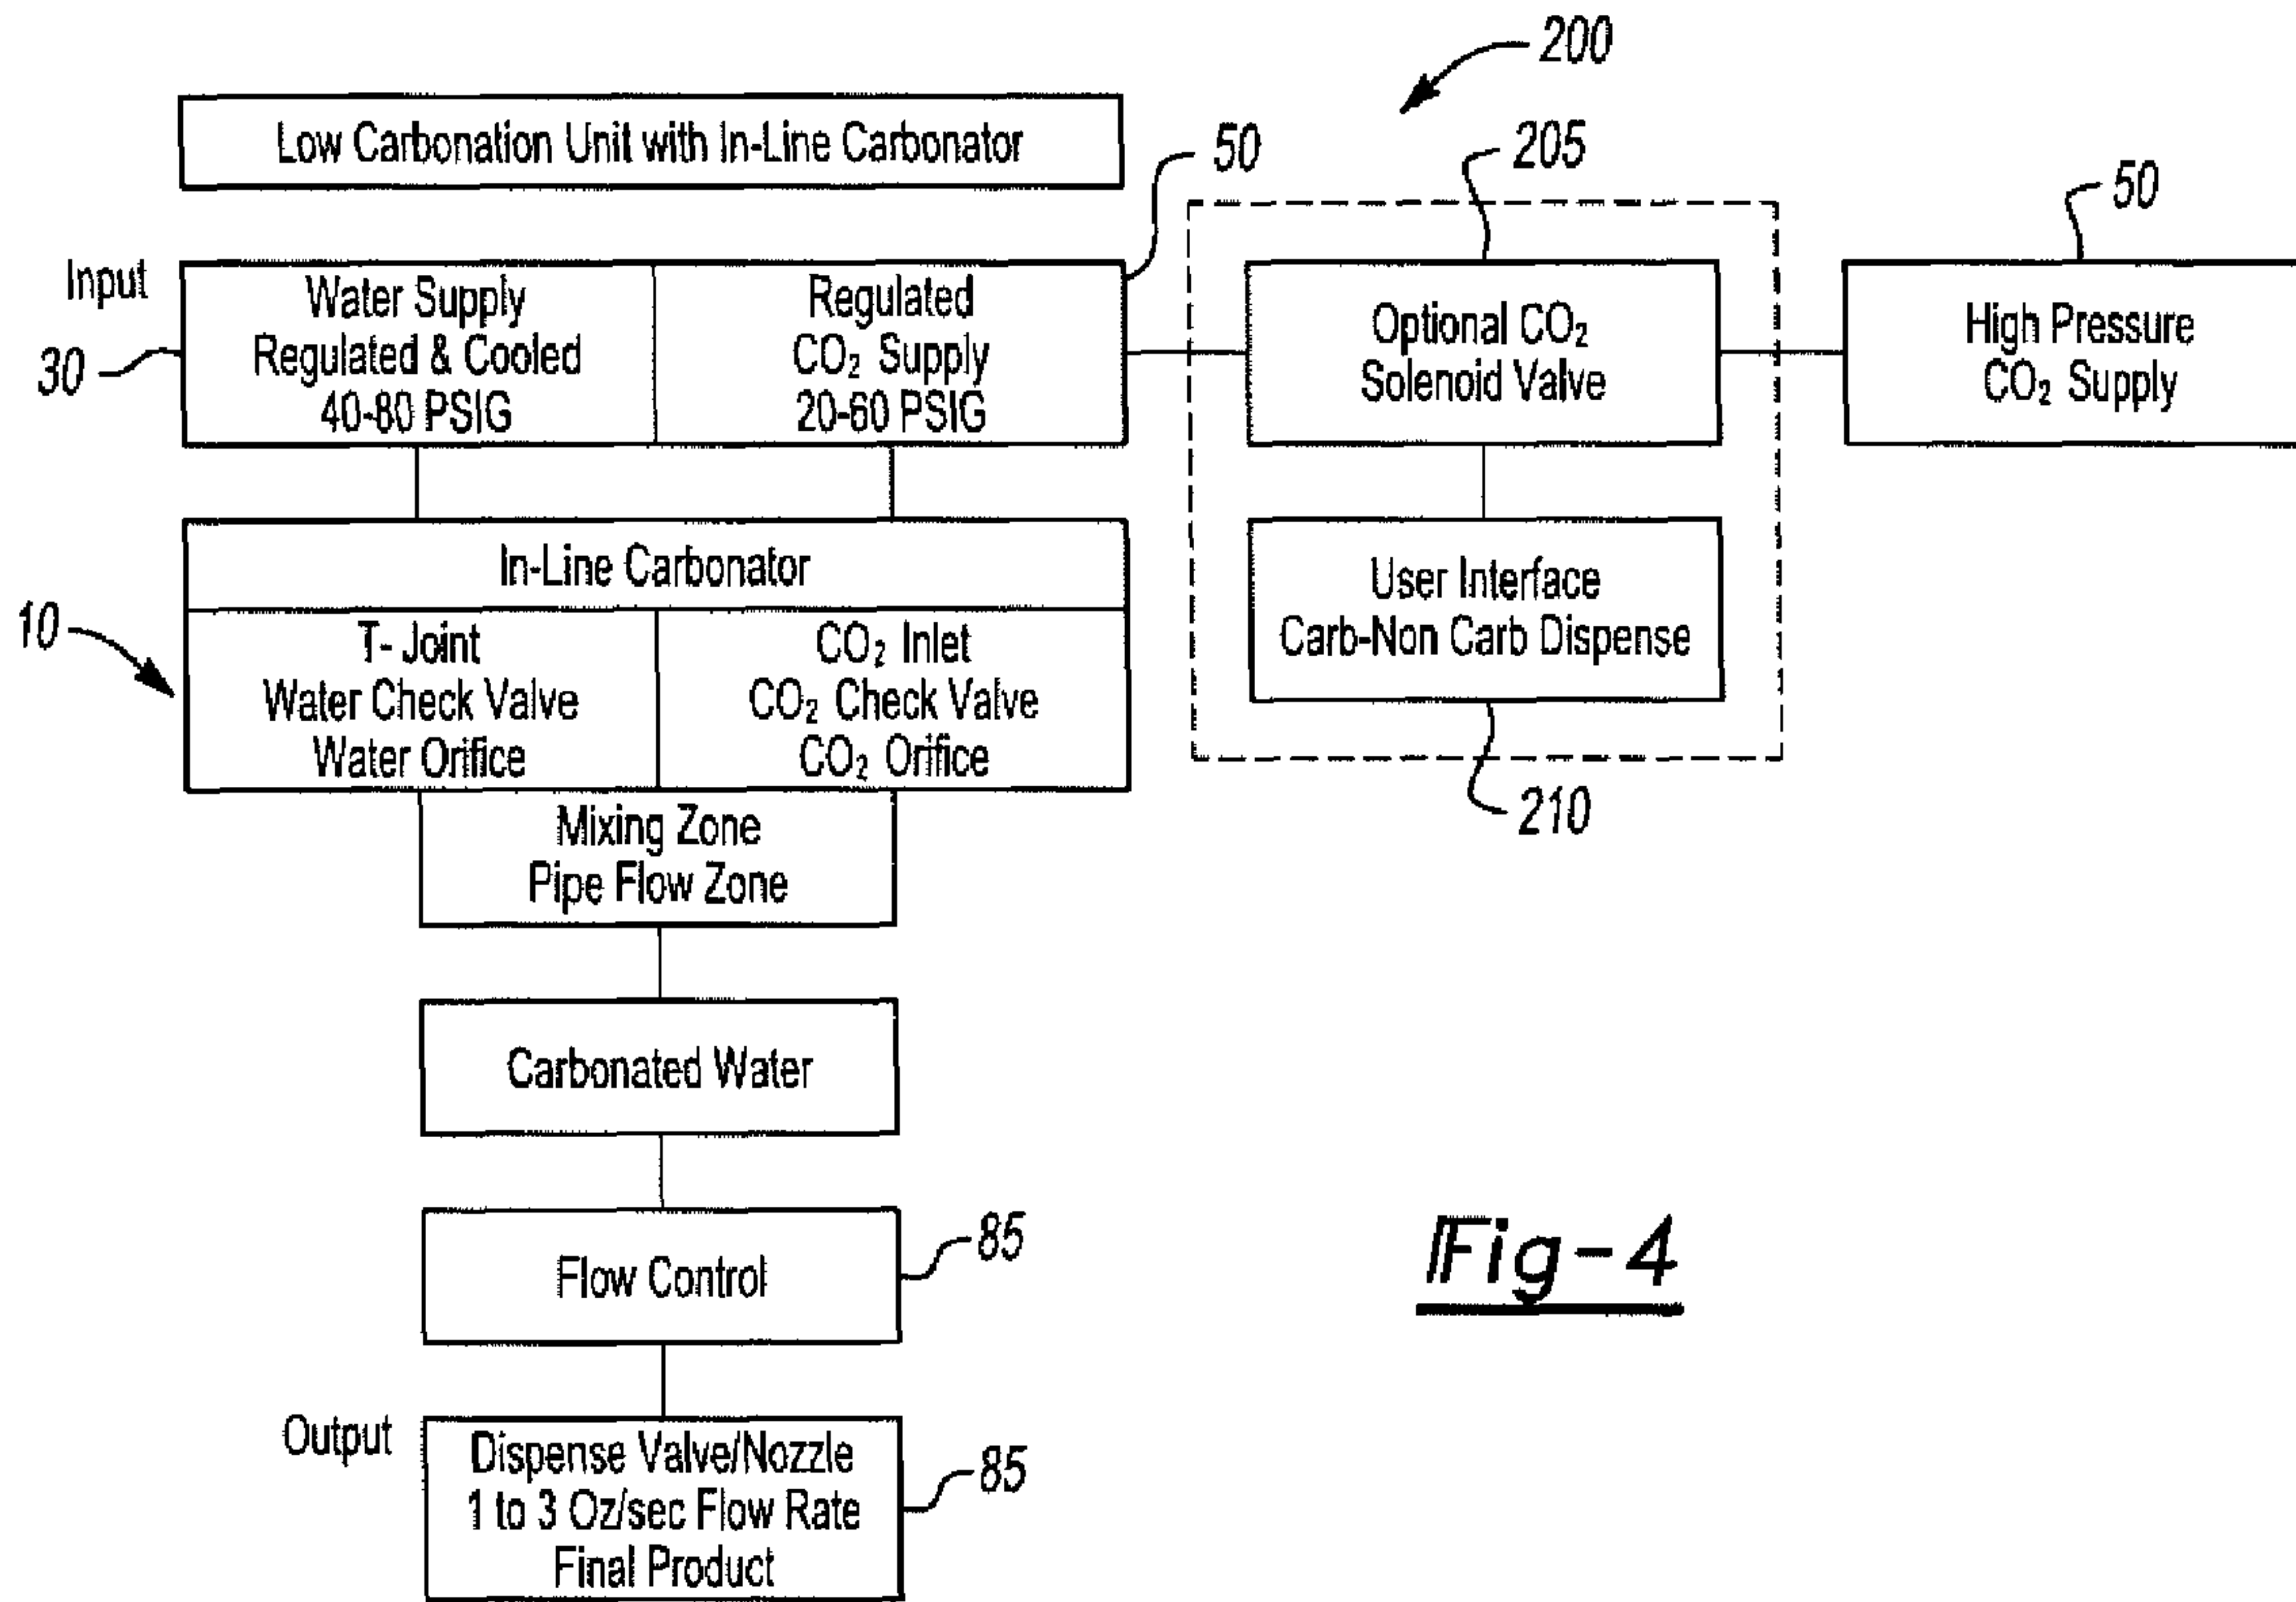 200
Low Carbonation Unit with In-Line Carbonator
50
205
50
Input
30
Water Supply
Regulated & Cooled
40-80 PSIG
Regulated
CO₂ Supply
20-60 PSIG
Optional CO₂
Solenoid Valve
High Pressure
CO₂ Supply
In-Line Carbonator
10
T- Joint
Water Check Valve
Water Orifice
CO₂ Inlet
CO₂ Check Valve
CO₂ Orifice
User Interface
Carb-Non Carb Dispense
210
Mixing Zone
Pipe Flow Zone
Carbonated Water
Flow Control
85
Fig-4
Output
Dispense Valve/Nozzle
1 to 3 Oz/sec Flow Rate
Final Product
85